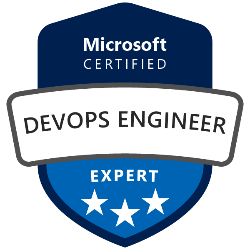 Microsoft
CERTIFIED
DEVOPS ENGINEER
EXPERT